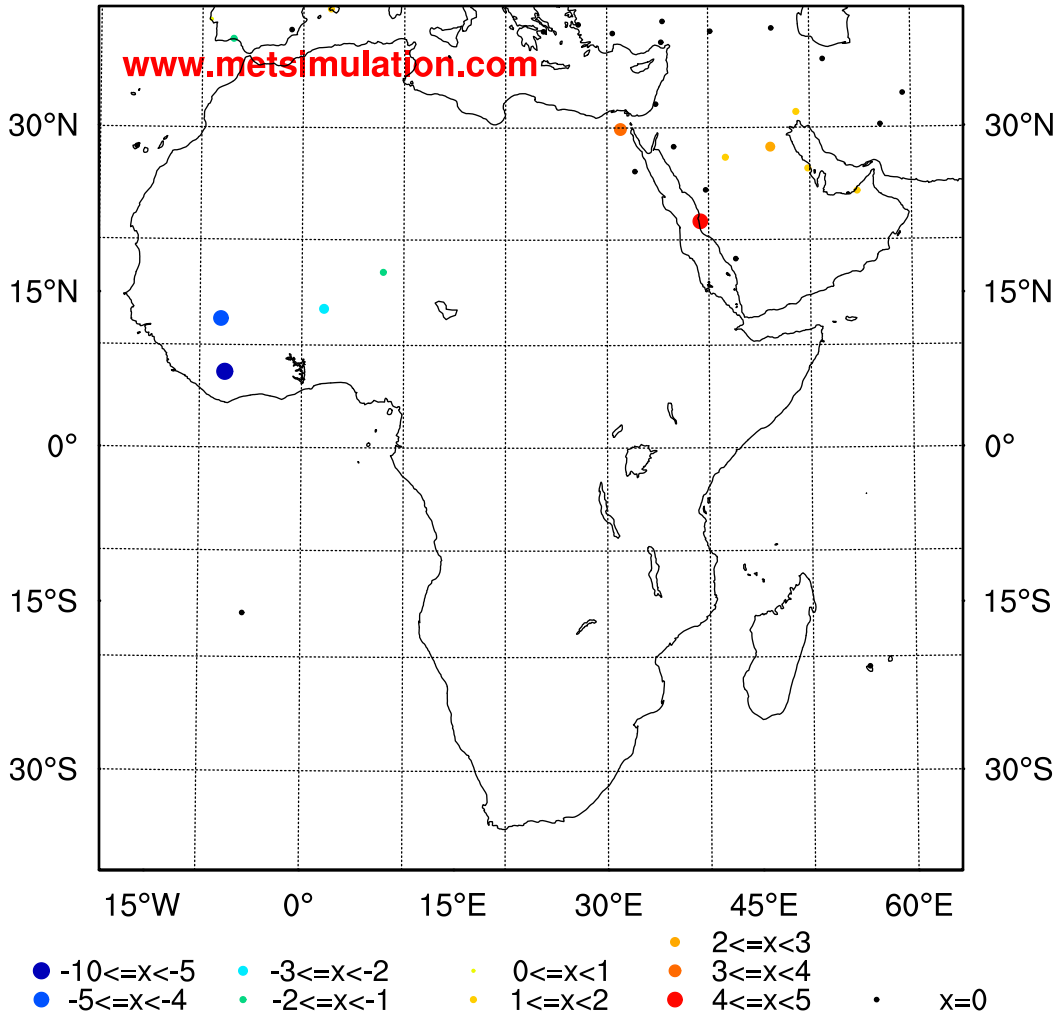 www.metsimulation.com
30°N 30°N
15°N 15°N
0° 0°
15°S 15°S
30°S 30°S
15°W 0° 15°E 30°E 45°E 60°E
2<=x<3
-10<=x<-5 -3<=x<-2 0<=x<1 3<=x<4
-5<=x<-4 -2<=x<-1 1<=x<2 4<=x<5 x=0